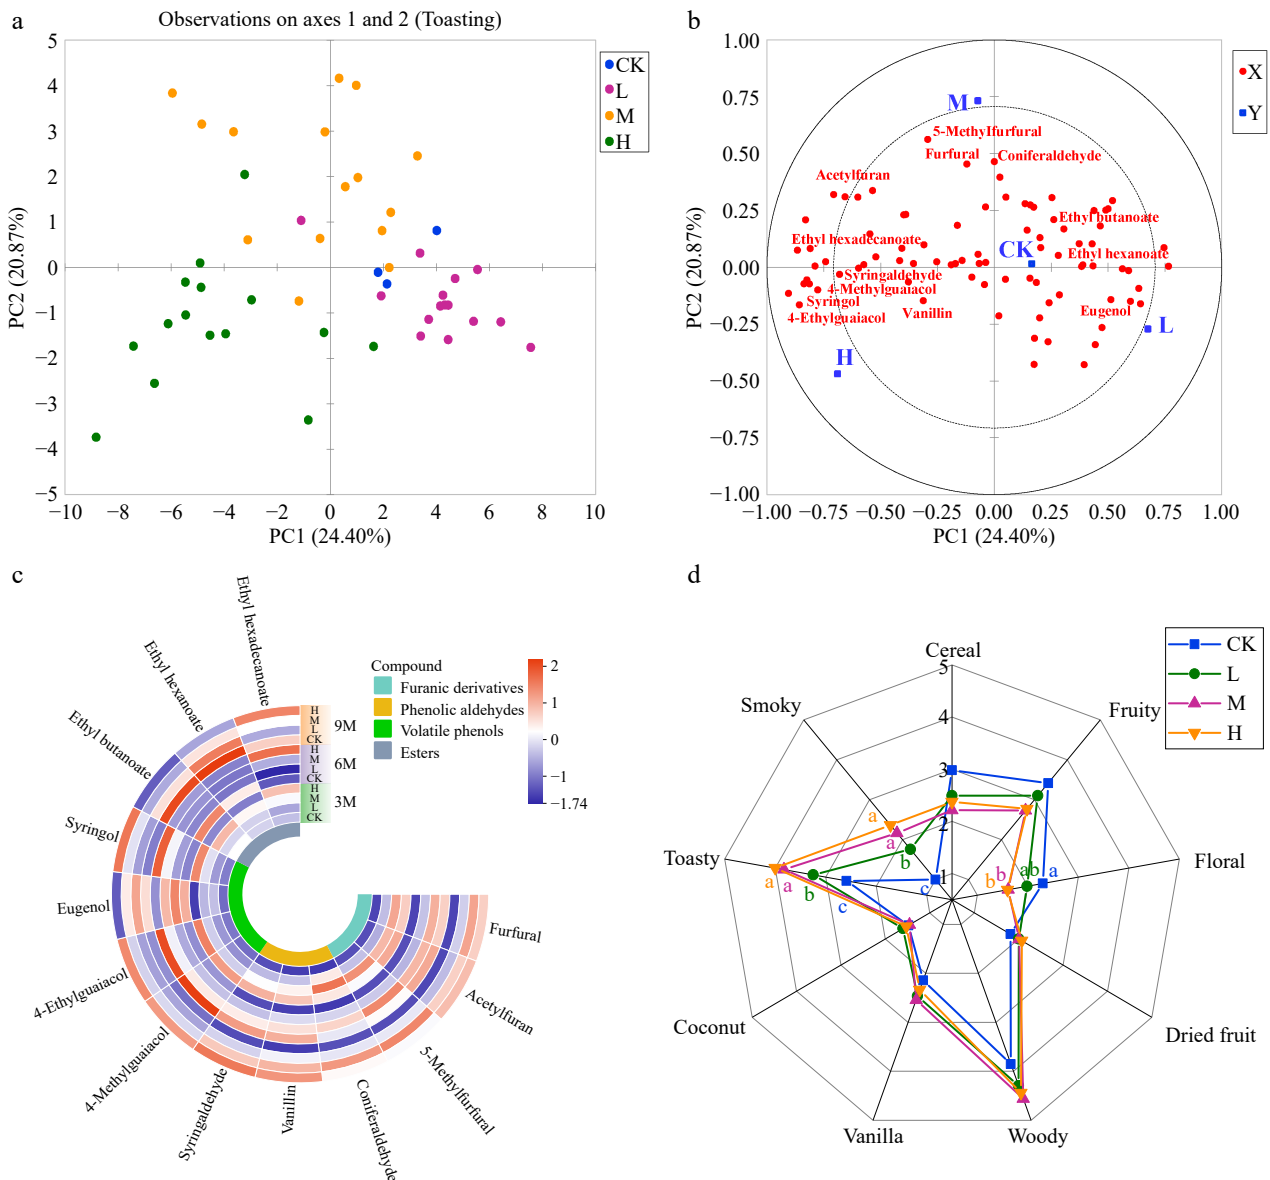 a
Observations on axes 1 and 2 (Toasting)
5
4
3
2
1
0
−1
−2
−3
−4
−5
−10 −8 −6 −4 −2 0 2 4 6 8 10
PC1 (24.40%)
PC2 (20.87%)
CK
L
M
H
b
1.00
0.75
0.50
0.25
0.00
−0.25
−0.50
−0.75
−1.00
−1.00 −0.75 −0.50 −0.25 0.00 0.25 0.50 0.75 1.00
PC1 (24.40%)
PC2 (20.87%)
X
Y
M
5-Methylfurfural
Furfural
Coniferaldehyde
Acetylfuran
Ethyl butanoate
Ethyl hexadecanoate
CK
Ethyl hexanoate
Syringaldehyde
4-Methylguaiacol
Syringol
Vanillin
Eugenol
4-Ethylguaiacol
L
H
c
Ethyl hexadecanoate
Ethyl hexanoate
Ethyl butanoate
Syringol
Eugenol
4-Ethylguaiacol
4-Methylguaiacol
Syringaldehyde
Vanillin
Coniferaldehyde
5-Methylfurfural
Acetylfuran
Furfural
H
M
L
CK
9M
H
M
L
CK
6M
H
M
L
CK
3M
Compound
Furanic derivatives
Phenolic aldehydes
Volatile phenols
Esters
2
1
0
−1
−1.74
d
Cereal
Fruity
Floral
Dried fruit
Woody
Vanilla
Coconut
Toasty
Smoky
5
4
3
2
1
a
a
b
c
a
a
b
c
b
b
ab
a
CK
L
M
H